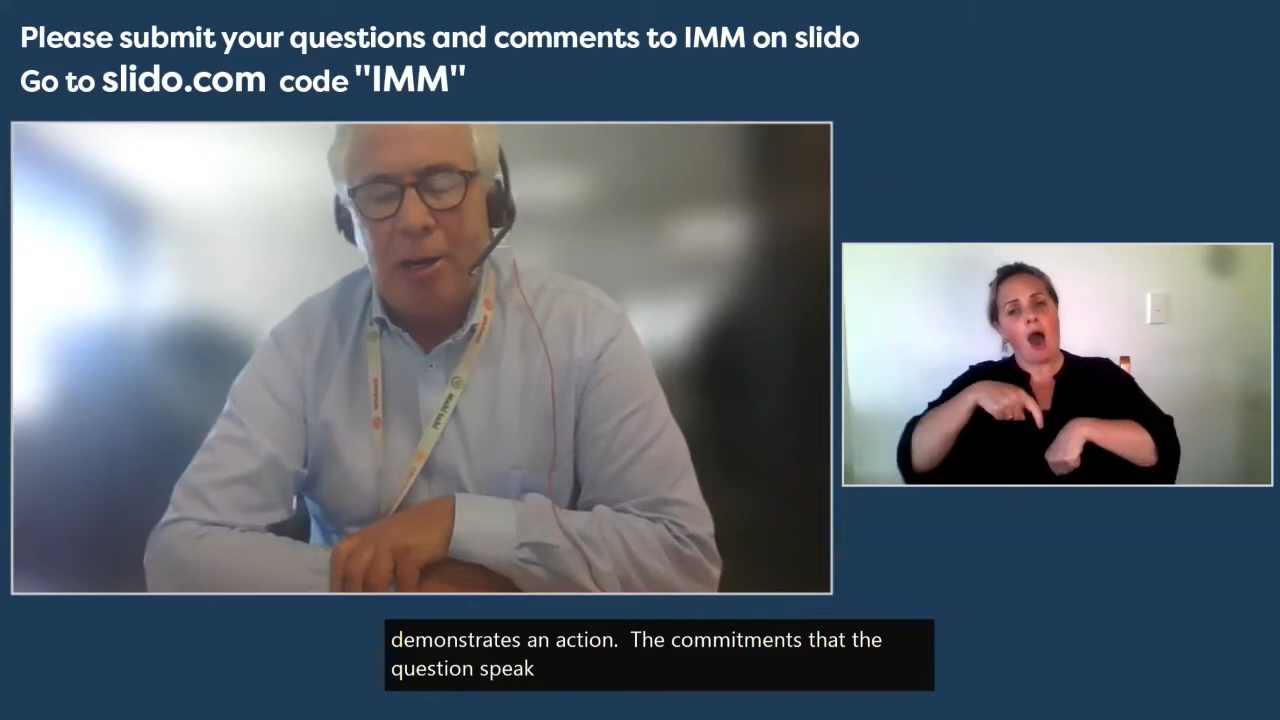 Please submit your questions and comments to IMM on slido
Go to slido.com code "IMM"
demonstrates an action.  The commitments that the
question speak